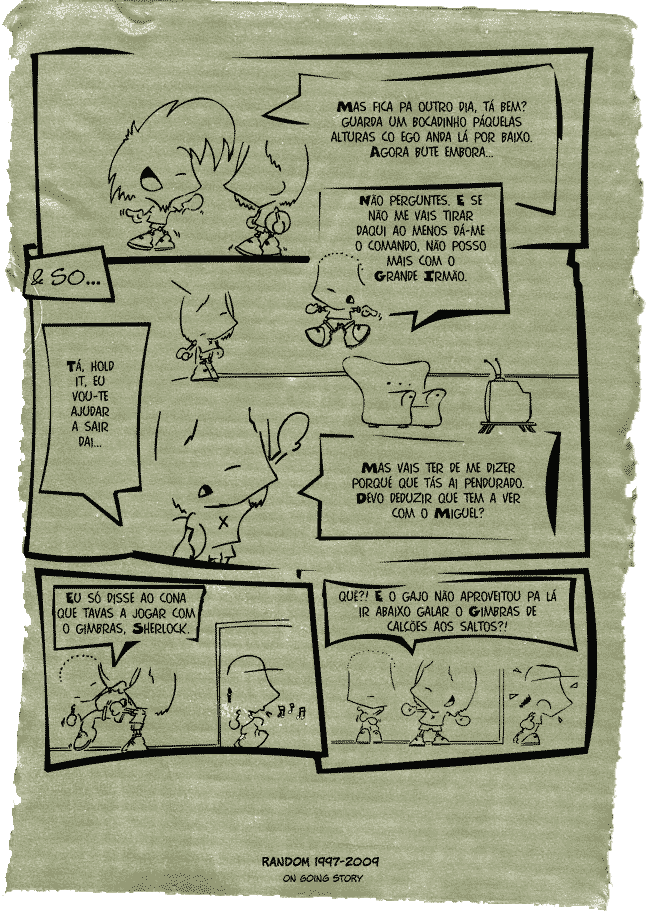 MAS FICA PA OUTRO DIA, TÁ BEM?
GUARDA UM BOCADINHO PÁQUELAS
ALTURAS CO EGO ANDA LÁ POR BAIXO.
AGORA BUTE EMBORA...
NÃO PERGUNTES. E SE
NÃO ME VAIS TIRAR
DAQUI AO MENOS DÁ-ME
O COMANDO, NÃO POSSO
MAIS COM O
GRANDE IRMÃO.
& SO...
TÁ, HOLD
IT, EU
VOU-TE
AJUDAR
A SAIR
DAI...
MAS VAIS TER DE ME DIZER
PORQUÊ QUE TÁS AI PENDURADO.
DEVO DEDUZIR QUE TEM A VER
COM O MIGUEL?
EU SÓ DISSE AO CONA
QUE TAVAS A JOGAR COM
O GIMBRAS, SHERLOCK.
QUÊ?! E O GAJO NÃO APROVEITOU PA LÁ
IR ABAIXO GALAR O GIMBRAS DE
CALÇÕES AOS SALTOS?!
RANDOM 1997-2009
ON GOING STORY